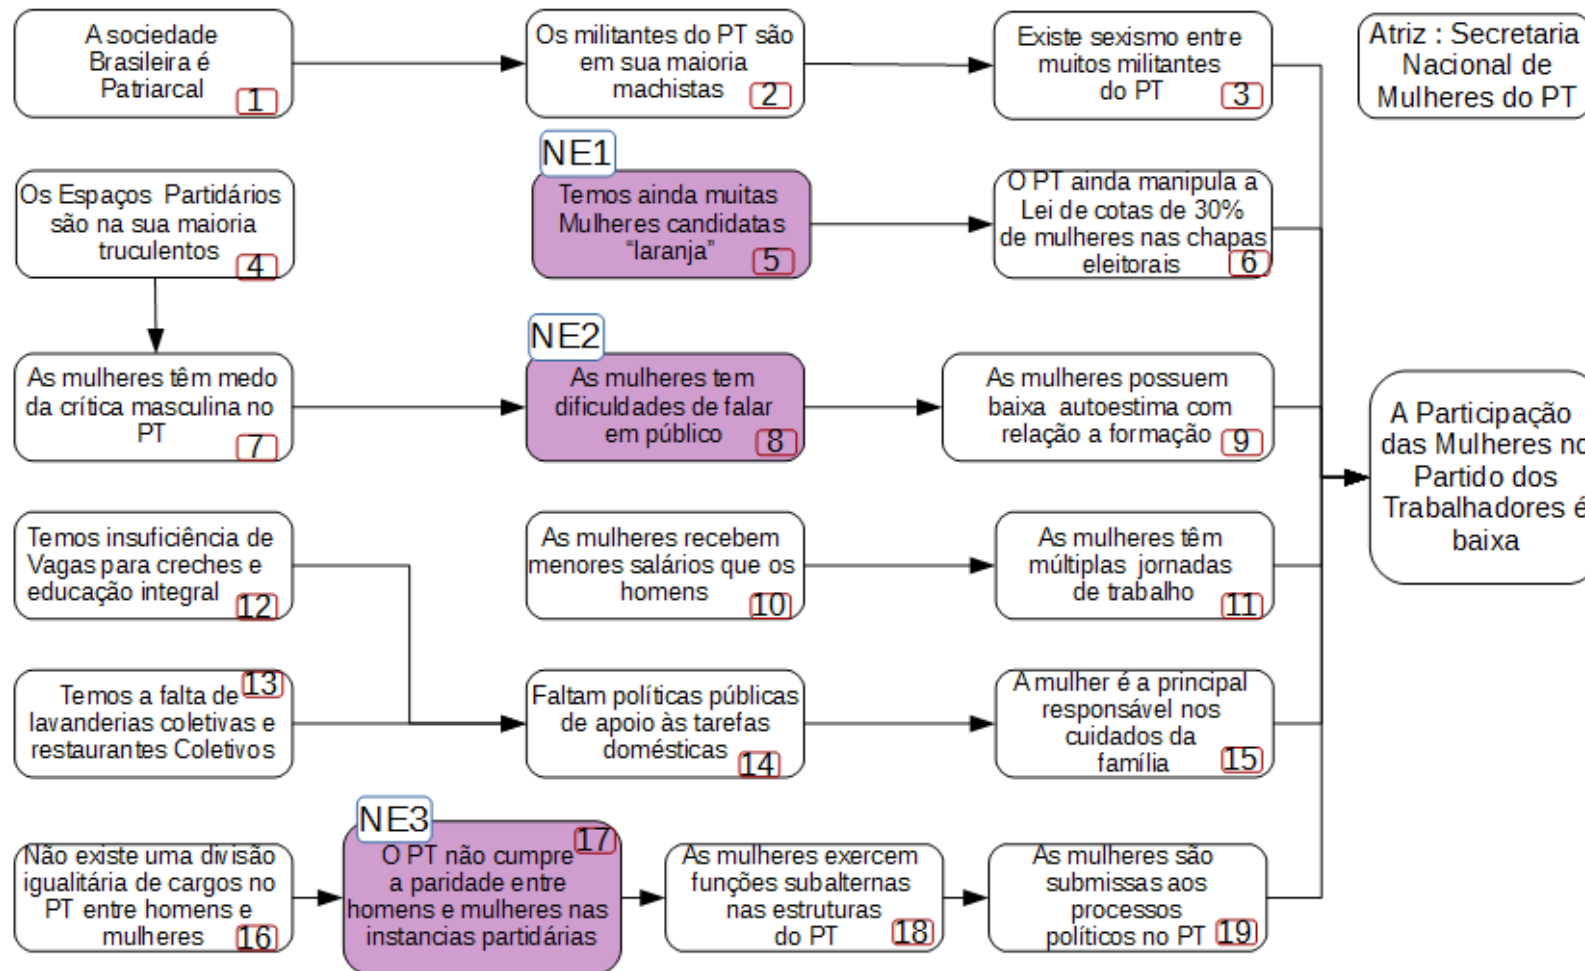 A sociedade
Brasileira é
Patriarcal
1
Os militantes do PT são
em sua maioria
machistas
2
Existe sexismo entre
muitos militantes
do PT
3
Atriz : Secretaria
Nacional de
Mulheres do PT
Os Espaços Partidários
são na sua maioria
truculentos
4
NE1
Temos ainda muitas
Mulheres candidatas
“laranja”
5
O PT ainda manipula a
Lei de cotas de 30%
de mulheres nas chapas
eleitorais
6
As mulheres têm medo
da crítica masculina no
PT
7
NE2
As mulheres tem
dificuldades de falar
em público
8
As mulheres possuem
baixa autoestima com
relação a formação
9
A Participação
das Mulheres no
Partido dos
Trabalhadores é
baixa
Temos insuficiência de
Vagas para creches e
educação integral
12
As mulheres recebem
menores salários que os
homens
10
As mulheres têm
múltiplas jornadas
de trabalho
11
13
Temos a falta de
lavanderias coletivas e
restaurantes Coletivos
Faltam políticas públicas
de apoio às tarefas
domésticas
14
A mulher é a principal
responsável nos
cuidados da
família
15
Não existe uma divisão
igualitária de cargos no
PT entre homens e
mulheres
16
NE3
17
O PT não cumpre
a paridade entre
homens e mulheres nas
instancias partidárias
As mulheres exercem
funções subalternas
nas estruturas
do PT
18
As mulheres são
submissas aos
processos
políticos no PT
19